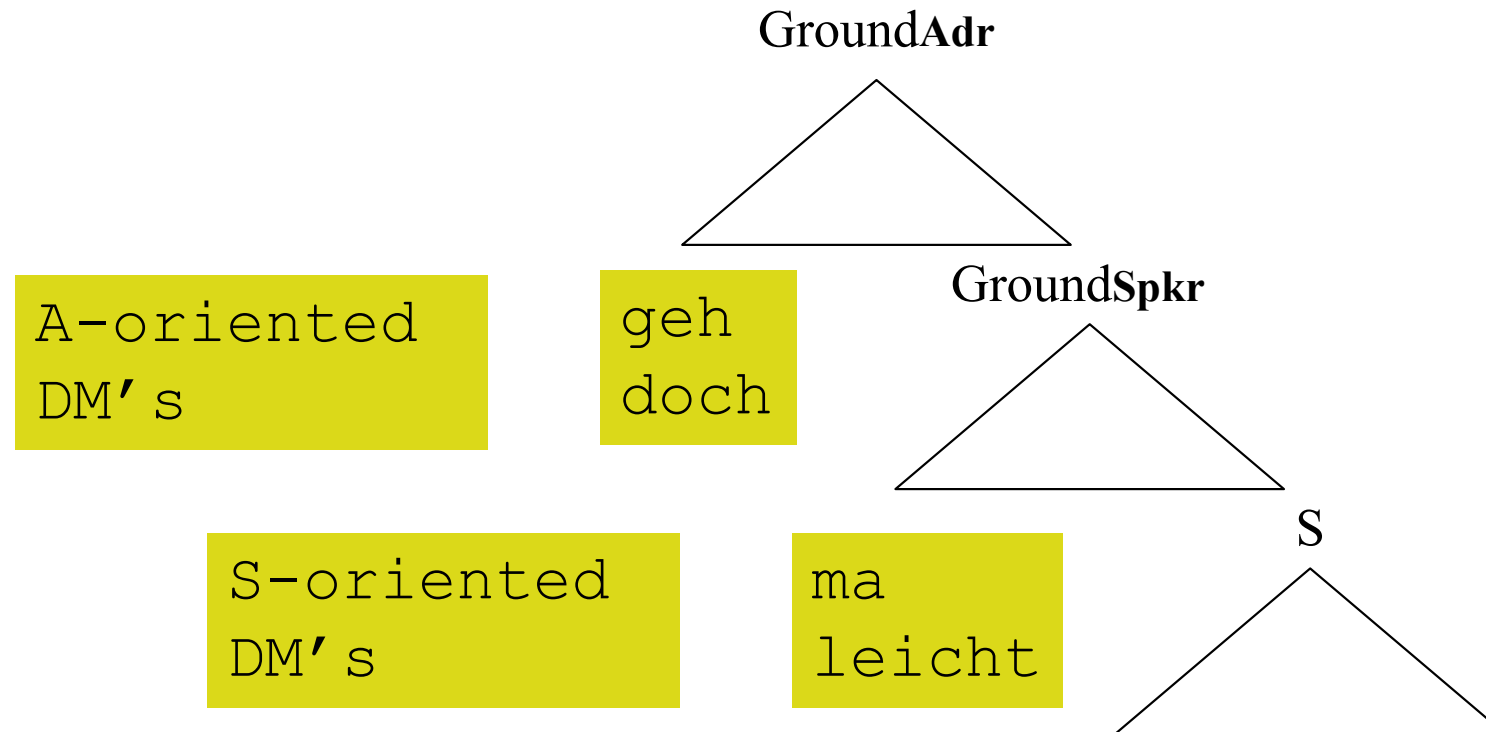 GroundAdr
A-oriented
DM's
geh
doch
GroundSpkr
S-oriented
DM's
ma
leicht
S